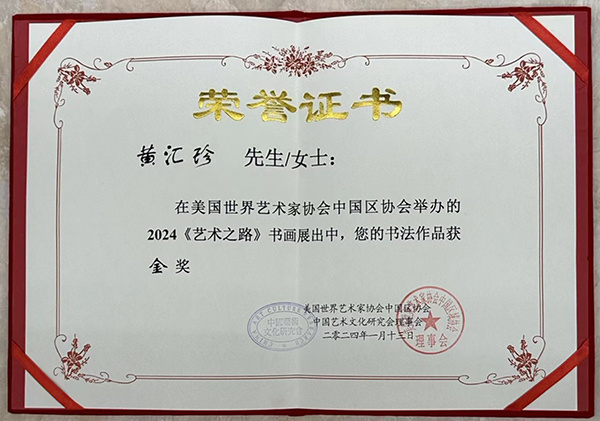 荣誉证书
黄汇珍 先生/女士：
在美国世界艺术家协会中国区协会举办的
2024《艺术之路》书画展出中，您的书法作品获
金奖
美国世界艺术家协会中国区协会
中国艺术文化研究会理事会
二零二四年一月十三日